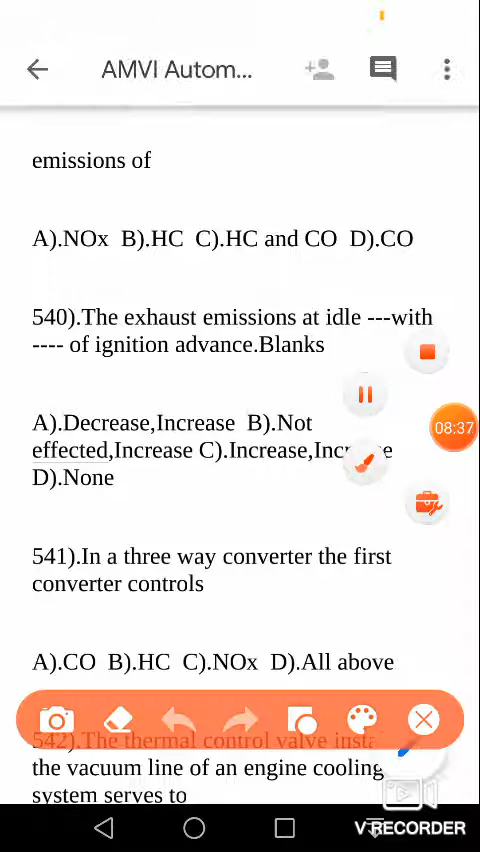 AMVI Autom...
emissions of
A).NOx B).HC C).HC and CO D).CO
540).The exhaust emissions at idle ---with
---- of ignition advance.Blanks
A).Decrease,Increase B).Not
effected,Increase C).Increase,
D).None
08:37
541).In a three way converter the first
converter controls
A).CO B).HC C).NOx D).All above
542).The thermal control valve
the vacuum line of an engine cooling
system serves to
V RECORDER